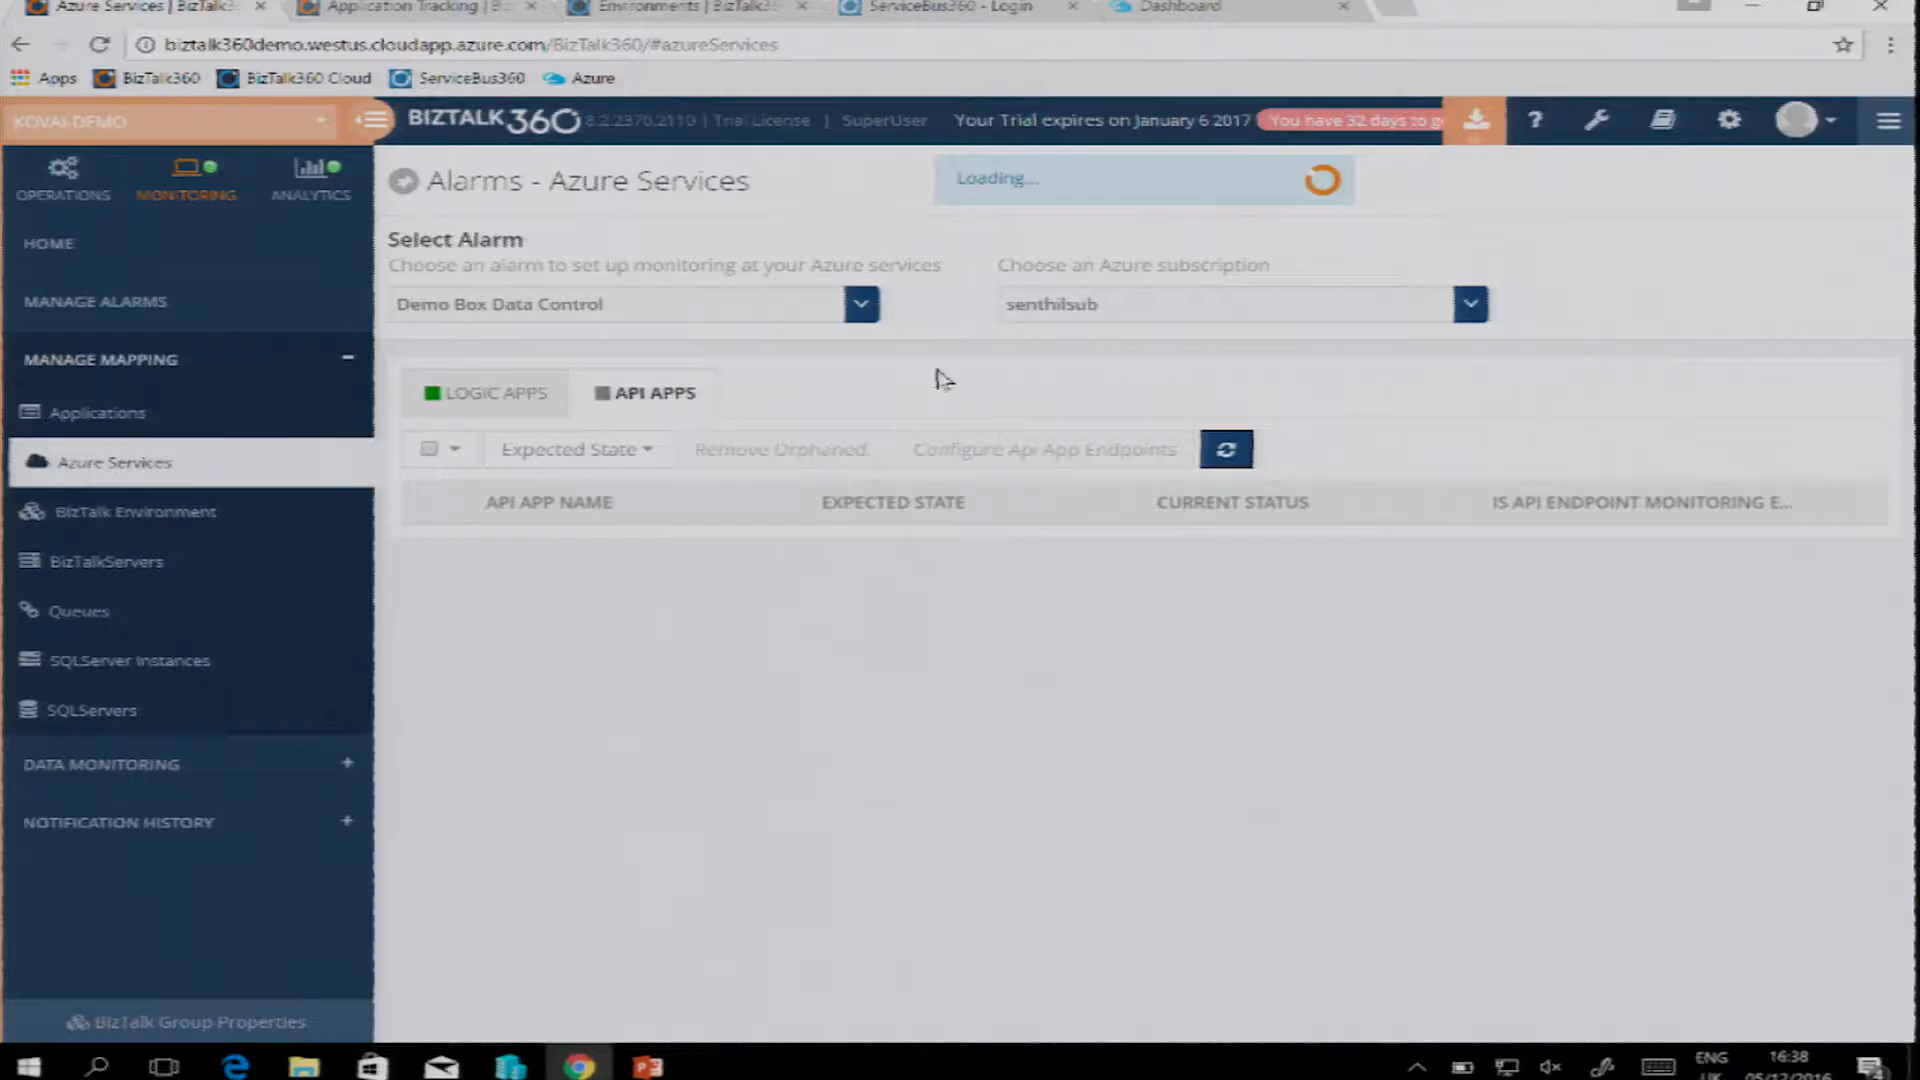 Azure Services | BizTalk3
Application Tracking | B
Environments | BizTalk3
ServiceBus360 - Login
Dashboard
biztalk360demo.westus.cloudapp.azure.com/BizTalk360/#azureServices
Apps
BizTalk360
BizTalk360 Cloud
ServiceBus360
Azure
KOVAI-DEMO
BIZTALK360
8.2.2370.2110 | Trial License | SuperUser
Your Trial expires on January 6 2017
You have 32 days to g
OPERATIONS
MONITORING
ANALYTICS
Alarms - Azure Services
Loading...
HOME
MANAGE ALARMS
MANAGE MAPPING
Applications
Azure Services
BizTalk Environment
BizTalkServers
Queues
SQLServer Instances
SQLServers
DATA MONITORING
NOTIFICATION HISTORY
BizTalk Group Properties
Select Alarm
Choose an alarm to set up monitoring at your Azure services
Demo Box Data Control
Choose an Azure subscription
senthilsub
LOGIC APPS
API APPS
Expected State
Remove Orphaned.
Configure Api App Endpoints
API APP NAME
EXPECTED STATE
CURRENT STATUS
IS API ENDPOINT MONITORING E...
ENG
UK
16:38
05/12/2016